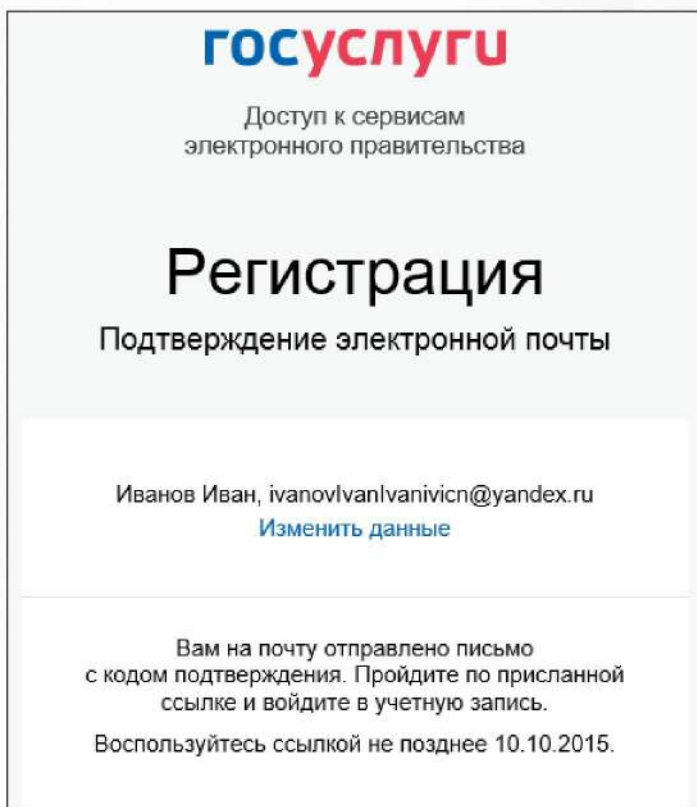 госуслуги
Доступ к сервисам
электронного правительства
Регистрация
Подтверждение электронной почты
Иванов Иван, ivanovIvanIvanivicn@yandex.ru
Изменить данные
Вам на почту отправлено письмо
с кодом подтверждения. Пройдите по присланной
ссылке и войдите в учетную запись.
Воспользуйтесь ссылкой не позднее 10.10.2015.